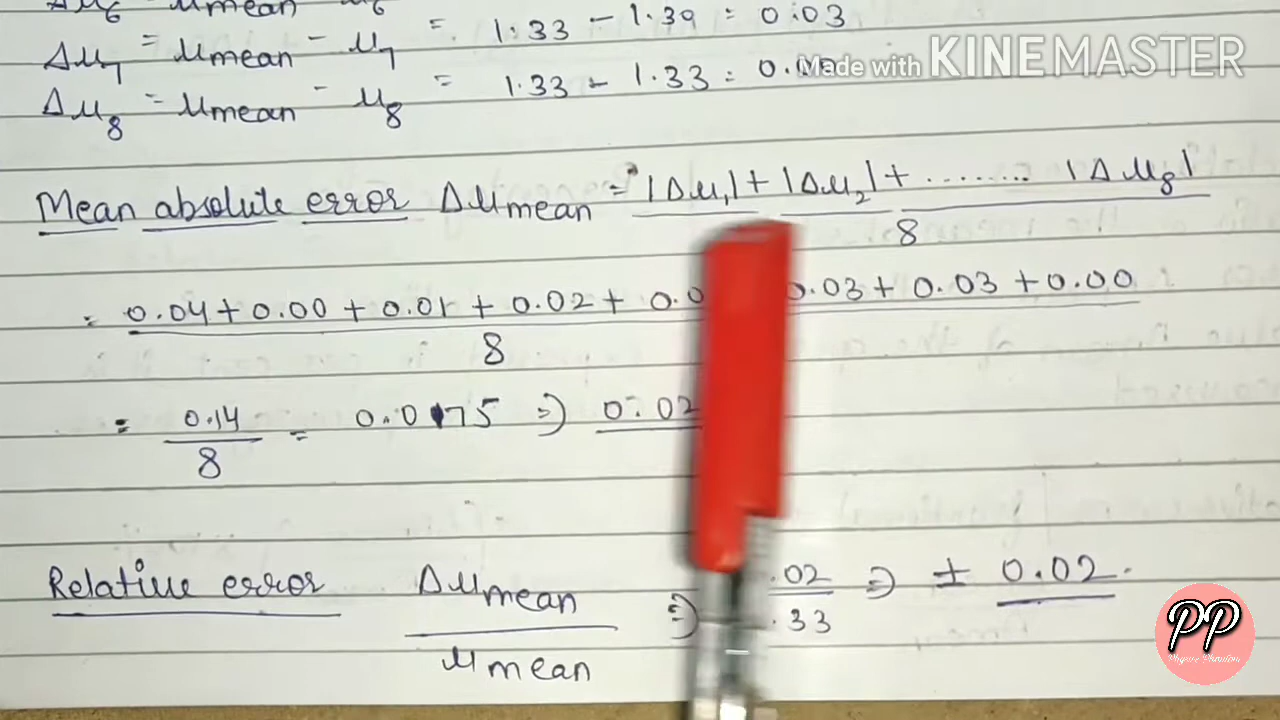 Δμ6 μmean μ6
Δμ7 = μmean - μ7 = 1.33 - 1.30 = 0.03
Δμ8 = μmean - μ8 = 1.33 - 1.33 = 0.00
Made with KINEMASTER
Mean absolute error Δμmean = |Δμ1| + |Δμ2| + ........ |Δμ8|
8
= 0.04 + 0.00 + 0.01 + 0.02 + 0.0 0.03 + 0.03 + 0.00
8
= 0.14 = 0.0175 ⇒ 0.02
8
Relative error Δμmean ⇒ .02 ⇒ ± 0.02.
μmean .33
PP